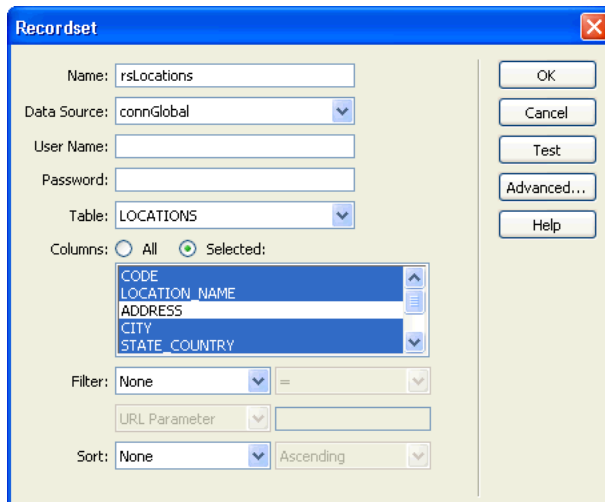 Recordset
Name: rsLocations
OK
Data Source: connGlobal
Cancel
User Name:
Test
Password:
Advanced...
Table: LOCATIONS
Help
Columns: All Selected:
CODE
LOCATION_NAME
ADDRESS
CITY
STATE_COUNTRY
Filter: None =
URL Parameter
Sort: None Ascending